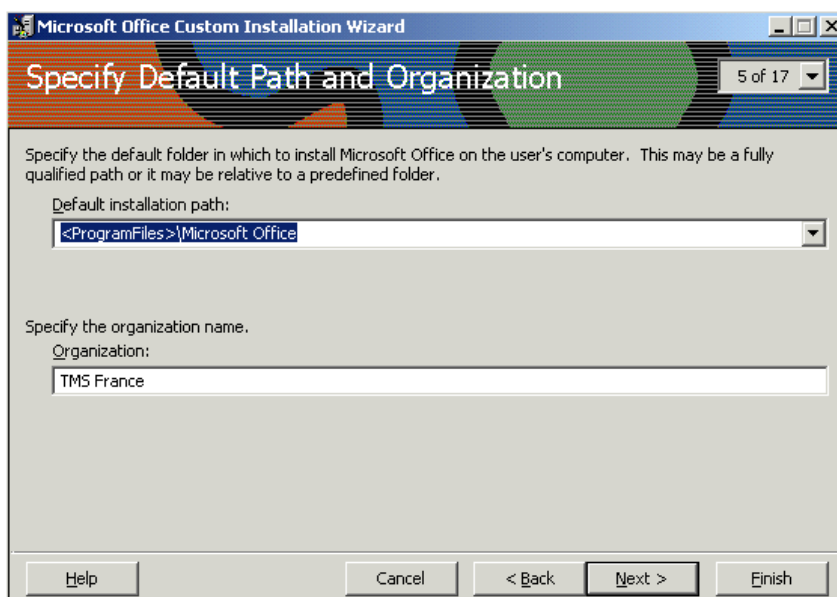 Microsoft Office Custom Installation Wizard
Specify Default Path and Organization
5 of 17
Specify the default folder in which to install Microsoft Office on the user's computer. This may be a fully
qualified path or it may be relative to a predefined folder.
Default installation path:
<ProgramFiles>\Microsoft Office
Specify the organization name.
Organization:
TMS France
Help
Cancel
< Back
Next >
Finish